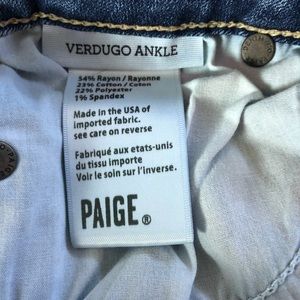 VERDUGO ANKLE
54% Rayon / Rayonne
23% Cotton / Coton
22% Polyester
1% Spandex
Made in the USA of
imported fabric.
see care on reverse
Fabriqué aux etats-unis
du tissu importe
Voir le soin sur l'inverse.
PAIGE®